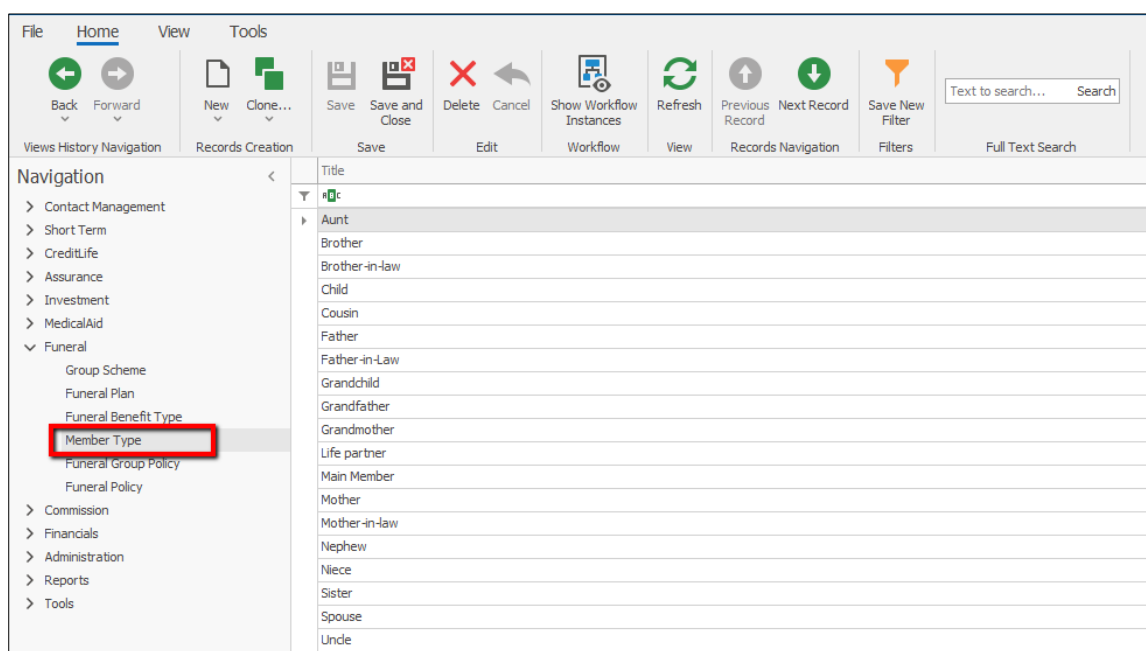 File Home View Tools
Back Forward New Clone... Save Save and Close Delete Cancel Show Workflow Instances Refresh Previous Record Next Record Save New Filter Text to search... Search
Views History Navigation Records Creation Save Edit Workflow View Records Navigation Filters Full Text Search
Navigation
Contact Management
Short Term
CreditLife
Assurance
Investment
MedicalAid
Funeral
Group Scheme
Funeral Plan
Funeral Benefit Type
Member Type
Funeral Group Policy
Funeral Policy
Commission
Financials
Administration
Reports
Tools
Title
ABC
Aunt
Brother
Brother-in-law
Child
Cousin
Father
Father-in-Law
Grandchild
Grandfather
Grandmother
Life partner
Main Member
Mother
Mother-in-law
Nephew
Niece
Sister
Spouse
Uncle